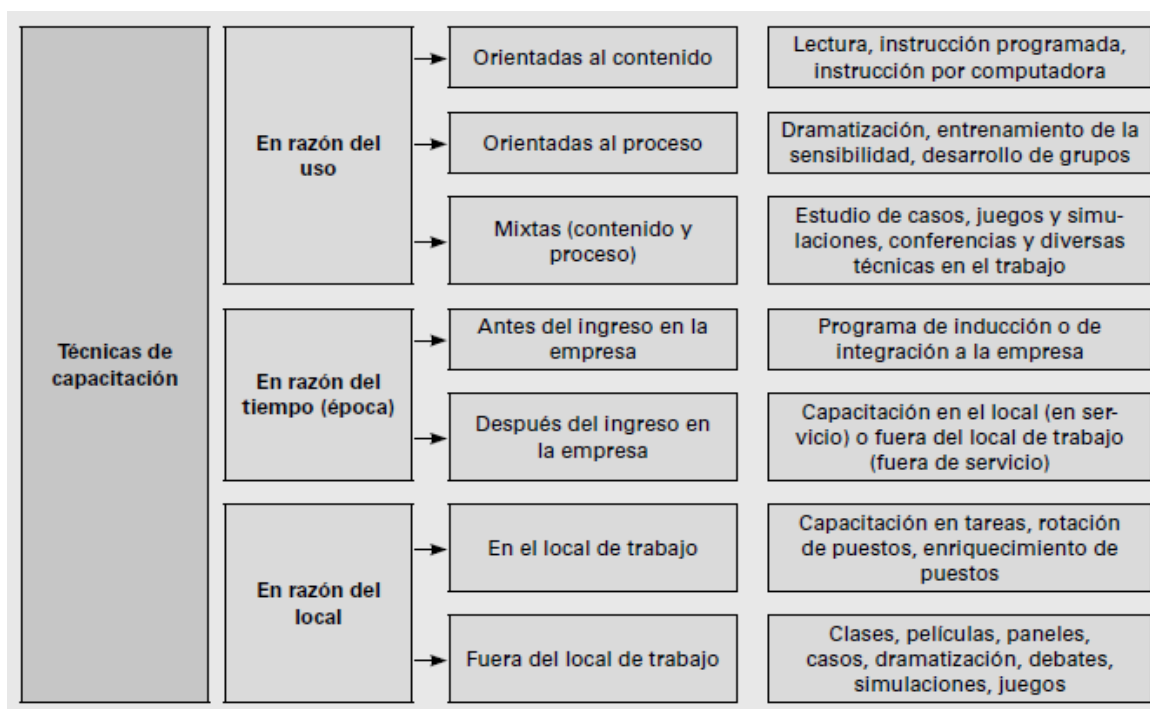 Técnicas de
capacitación
En razón del
uso
Orientadas al contenido
Lectura, instrucción programada,
instrucción por computadora
Orientadas al proceso
Dramatización, entrenamiento de la
sensibilidad, desarrollo de grupos
Mixtas (contenido y
proceso)
Estudio de casos, juegos y simu-
laciones, conferencias y diversas
técnicas en el trabajo
En razón del
tiempo (época)
Antes del ingreso en la
empresa
Programa de inducción o de
integración a la empresa
Después del ingreso en
la empresa
Capacitación en el local (en ser-
vicio) o fuera del local de trabajo
(fuera de servicio)
En razón del
local
En el local de trabajo
Capacitación en tareas, rotación
de puestos, enriquecimiento de
puestos
Fuera del local de trabajo
Clases, películas, paneles,
casos, dramatización, debates,
simulaciones, juegos